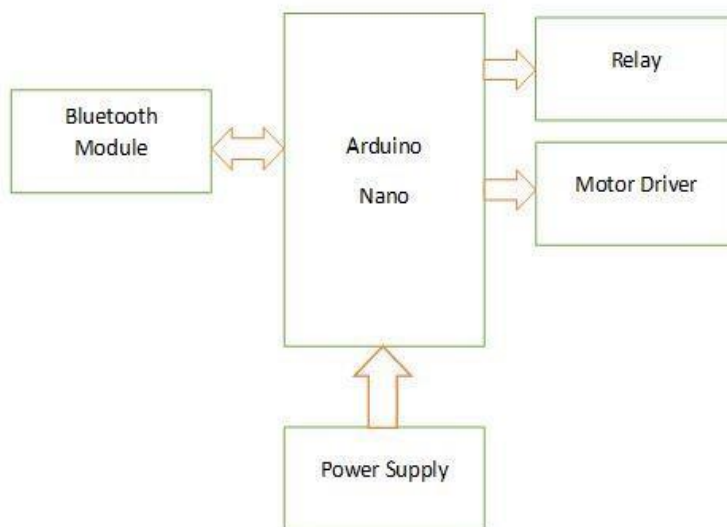 Bluetooth
Module
Arduino
Nano
Relay
Motor Driver
Power Supply